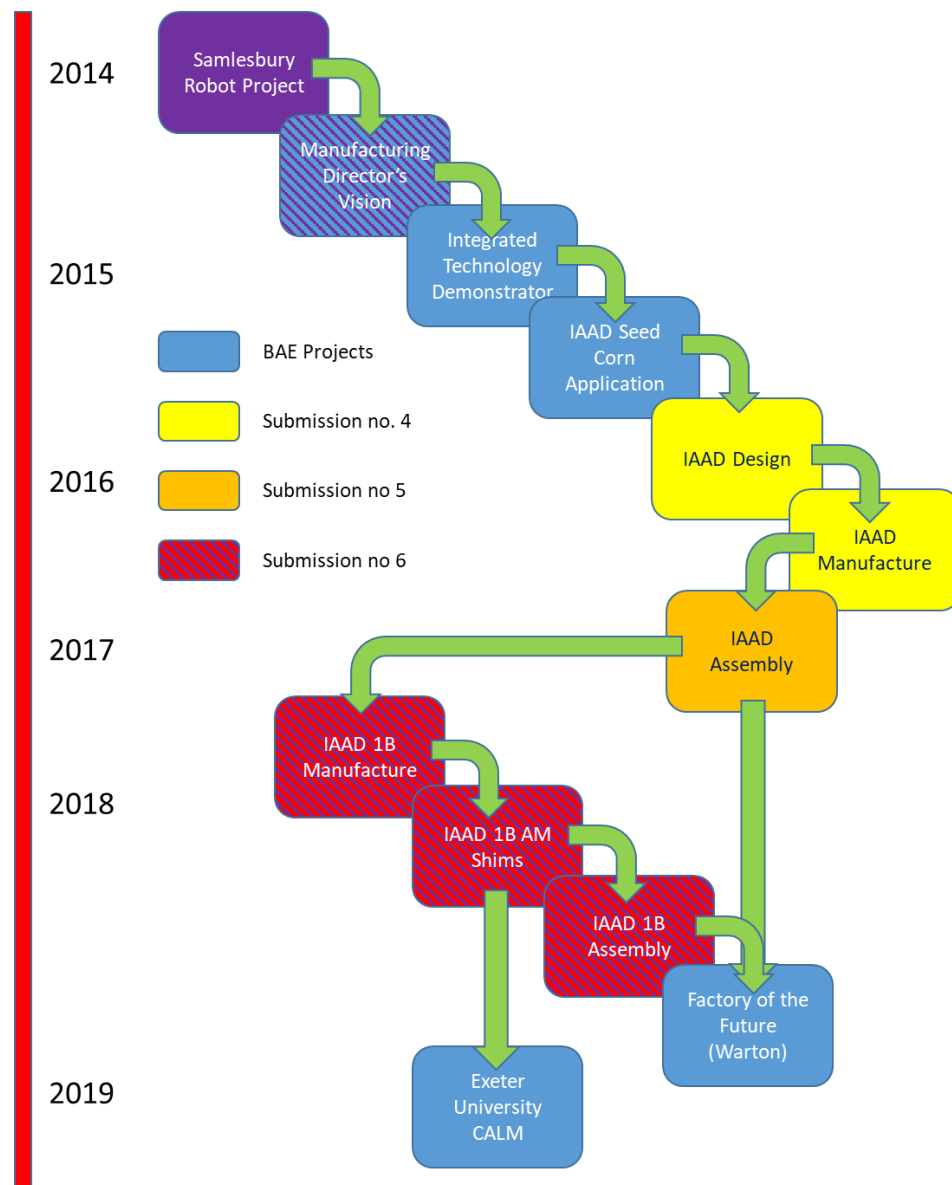 2014
Samlesbury
Robot Project
Manufacturing
Director's
Vision
2015
Integrated
Technology
Demonstrator
IAAD Seed
Corn
Application
BAE Projects
Submission no. 4
Submission no 5
Submission no 6
IAAD Design
2016
IAAD
Manufacture
2017
IAAD
Assembly
IAAD 1B
Manufacture
2018
IAAD 1B AM
Shims
IAAD 1B
Assembly
Factory of the
Future
(Warton)
2019
Exeter
University
CALM